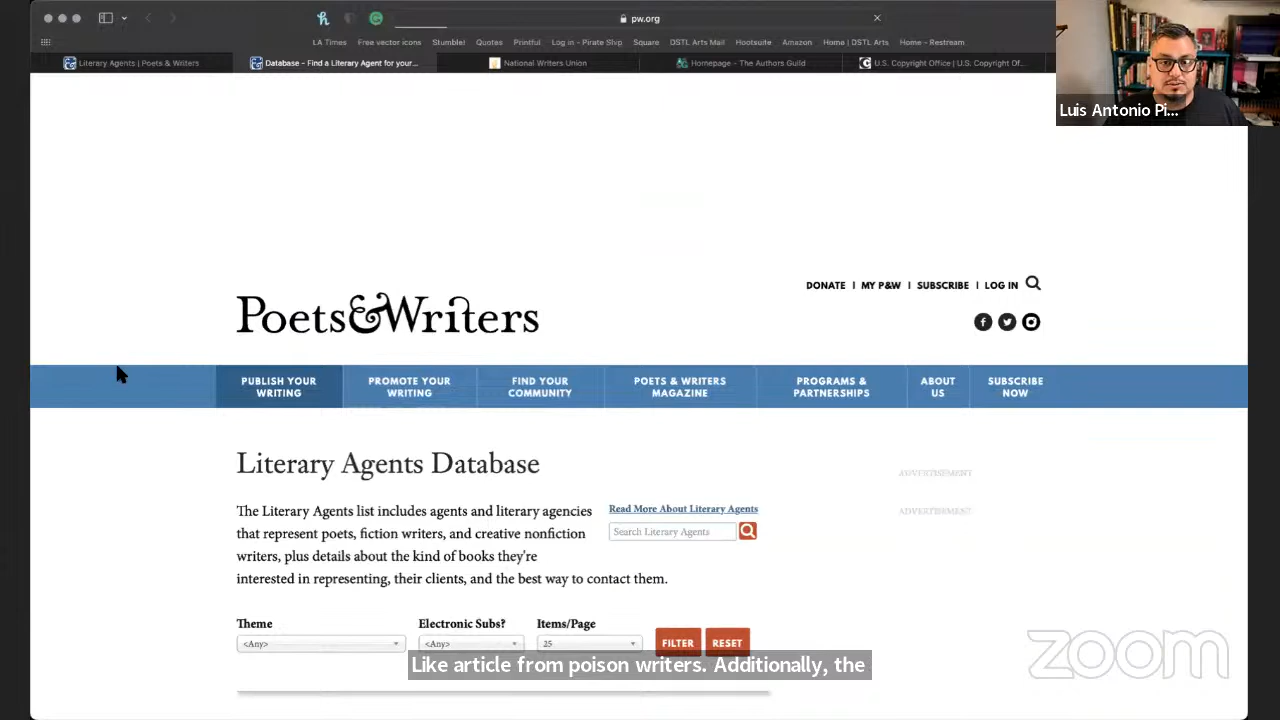 pw.org
LA Times Free vector icons Stumble! Quotes Printful Log in - Pirate Ship Square DSTL Arts Mail Hootsuite Amazon Home | DSTL Arts Home - Restream
Literary Agents | Poets & Writers Database - Find a Literary Agent for your... National Writers Union Homepage - The Authors Guild U.S. Copyright Office | U.S. Copyright Of...
Luis Antonio Pi...
DONATE | MY P&W | SUBSCRIBE | LOG IN
Poets&Writers
PUBLISH YOUR WRITING
PROMOTE YOUR WRITING
FIND YOUR COMMUNITY
POETS & WRITERS MAGAZINE
PROGRAMS & PARTNERSHIPS
ABOUT US
SUBSCRIBE NOW
Literary Agents Database
The Literary Agents list includes agents and literary agencies
that represent poets, fiction writers, and creative nonfiction
writers, plus details about the kind of books they're
interested in representing, their clients, and the best way to contact them.
Read More About Literary Agents
Search Literary Agents
ADVERTISEMENT
ADVERTISEMENT
Theme Electronic Subs? Items/Page
<Any> <Any> 25 FILTER RESET
Like article from poison writers. Additionally, the
zoom